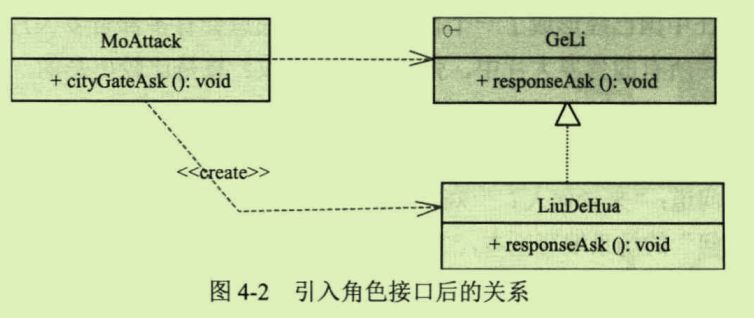 MoAttack
+ cityGateAsk (): void
GeLi
+ responseAsk (): void
<<create>>
LiuDeHua
+ responseAsk (): void
图 4-2 引入角色接口后的关系